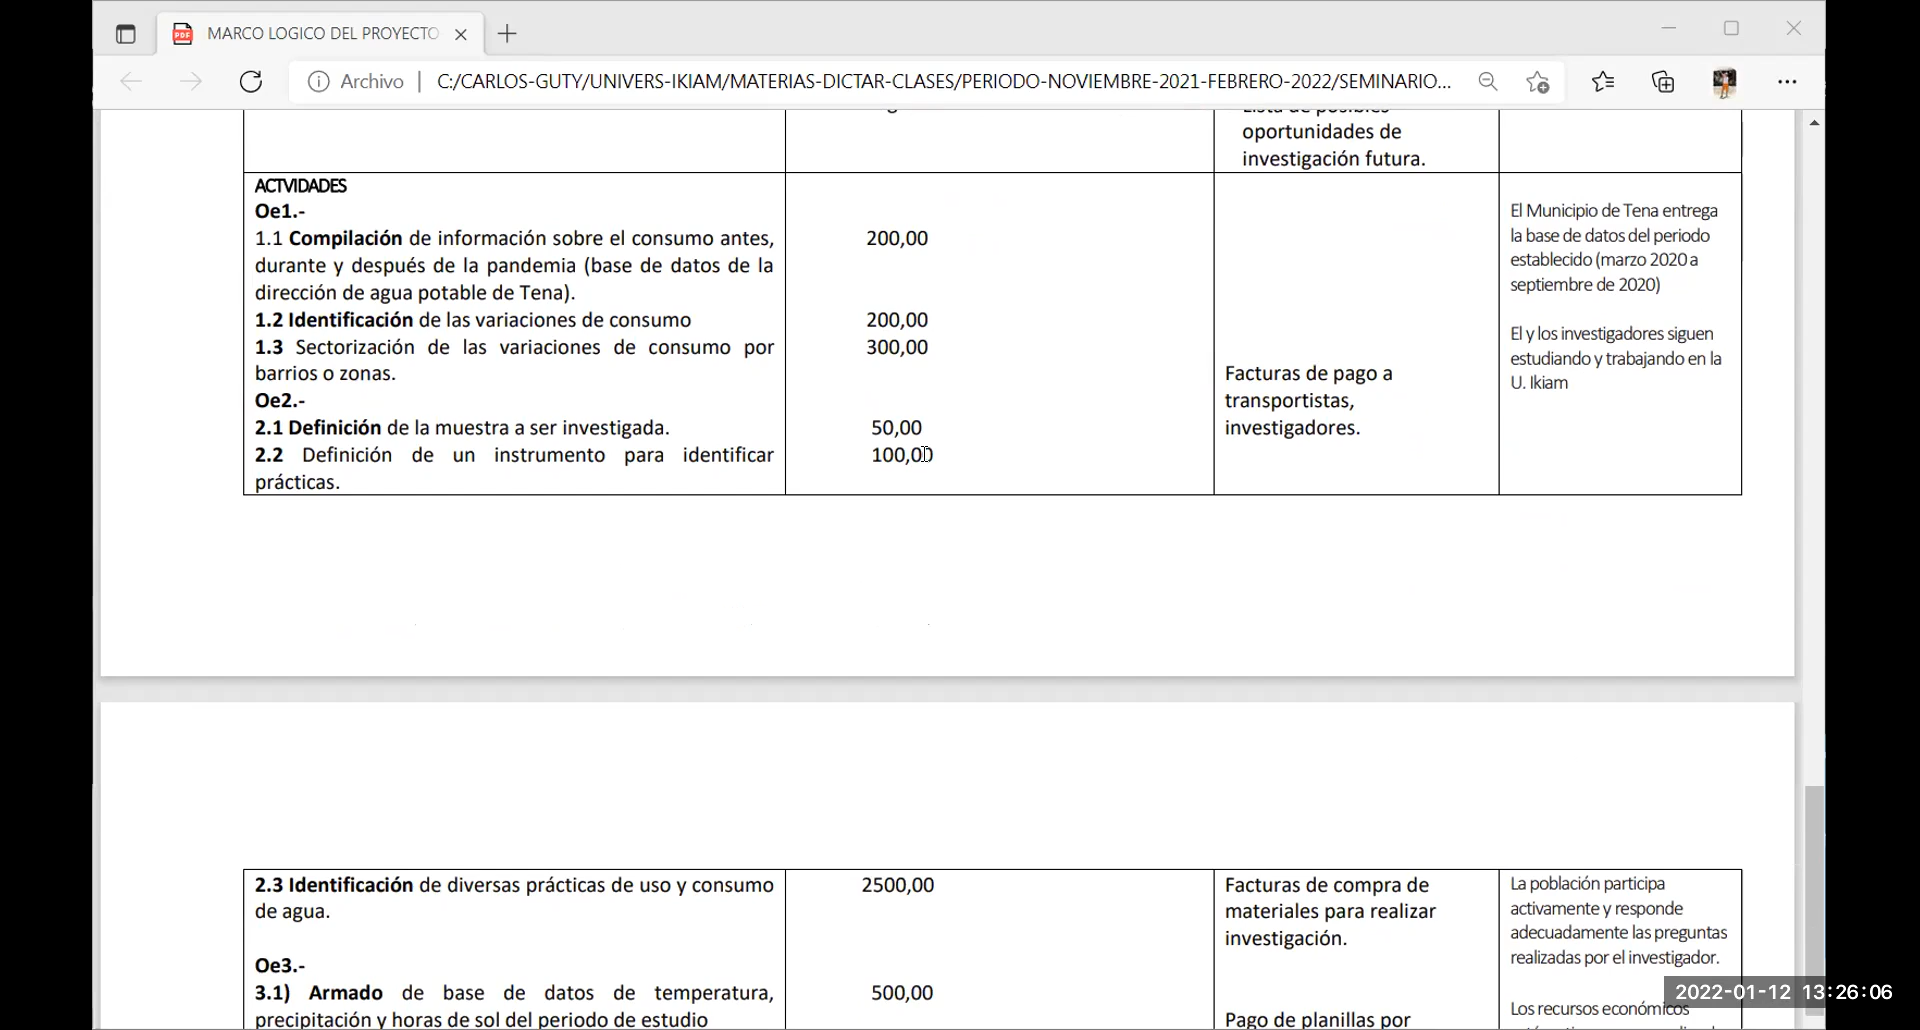 MARCO LOGICO DEL PROYECTO
Archivo | C:/CARLOS-GUTY/UNIVERS-IKIAM/MATERIAS-DICTAR-CLASES/PERIODO-NOVIEMBRE-2021-FEBRERO-2022/SEMINARIO...
oportunidades de
investigación futura.
ACTVIDADES
Oe1.-
1.1 Compilación de información sobre el consumo antes,
durante y después de la pandemia (base de datos de la
dirección de agua potable de Tena).
1.2 Identificación de las variaciones de consumo
1.3 Sectorización de las variaciones de consumo por
barrios o zonas.
Oe2.-
2.1 Definición de la muestra a ser investigada.
2.2 Definición de un instrumento para identificar
prácticas.
200,00
200,00
300,00
50,00
100,00
Facturas de pago a
transportistas,
investigadores.
El Municipio de Tena entrega
la base de datos del periodo
establecido (marzo 2020 a
septiembre de 2020)
El y los investigadores siguen
estudiando y trabajando en la
U. Ikiam
2.3 Identificación de diversas prácticas de uso y consumo
de agua.
Oe3.-
3.1) Armado de base de datos de temperatura,
precipitación y horas de sol del periodo de estudio
2500,00
500,00
Facturas de compra de
materiales para realizar
investigación.
Pago de planillas por
La población participa
activamente y responde
adecuadamente las preguntas
realizadas por el investigador.
Los recursos económicos
2022-01-12 13:26:06